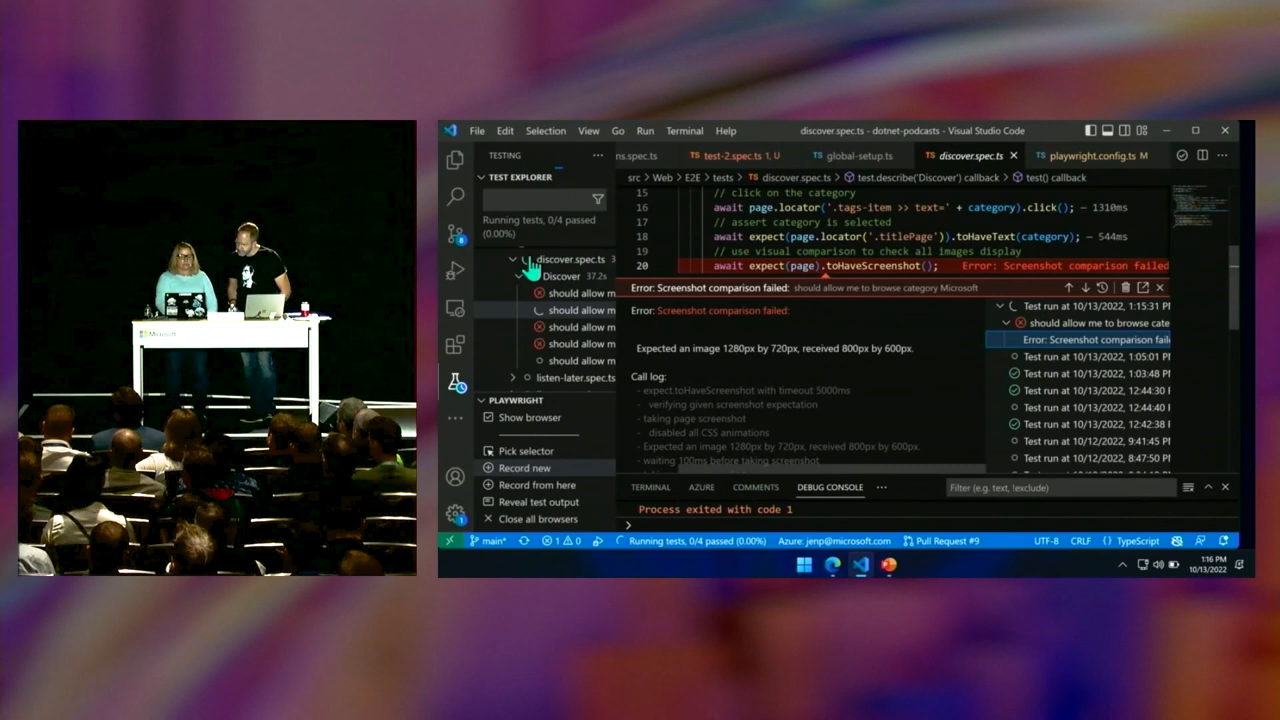 Microsoft
File Edit Selection View Go Run Terminal Help
discover.spec.ts - dotnet-podcasts - Visual Studio Code
TESTING
ns.spec.ts
TS test-2.spec.ts 1, U
TS global-setup.ts
TS discover.spec.ts
TS playwright.config.ts M
TEST EXPLORER
src > Web > E2E > tests > TS discover.spec.ts > test.describe('Discover') callback > test() callback
Running tests, 0/4 passed
(0.00%)
discover.spec.ts 3
Discover 37.2s
should allow m
should allow m
should allow m
should allow m
should allow m
listen-later.spec.ts
PLAYWRIGHT
Show browser
Pick selector
Record new
Record from here
Reveal test output
Close all browsers
15 // click on the category
16 await page.locator('.tags-item >> text=' + category).click(); — 1310ms
17 // assert category is selected
18 await expect(page.locator('.titlePage')).toHaveText(category); — 544ms
19 // use visual comparison to check all images display
20 await expect(page).toHaveScreenshot(); Error: Screenshot comparison failed
Error: Screenshot comparison failed: should allow me to browse category Microsoft
Error: Screenshot comparison failed:
Expected an image 1280px by 720px, received 800px by 600px.
Call log:
- expect.toHaveScreenshot with timeout 5000ms
- verifying given screenshot expectation
- taking page screenshot
- disabled all CSS animations
- Expected an image 1280px by 720px, received 800px by 600px.
- waiting 100ms before taking screenshot
Test run at 10/13/2022, 1:15:31 P
should allow me to browse cate
Error: Screenshot comparison fail
Test run at 10/13/2022, 1:05:01 P
Test run at 10/13/2022, 1:03:48 P
Test run at 10/13/2022, 12:44:30
Test run at 10/13/2022, 12:44:40
Test run at 10/13/2022, 12:42:38
Test run at 10/12/2022, 9:41:45
Test run at 10/12/2022, 8:47:50
TERMINAL AZURE COMMENTS DEBUG CONSOLE
Filter (e.g. text, !exclude)
Process exited with code 1
main* 1 0 Running tests, 0/4 passed (0.00%) Azure: jenp@microsoft.com Pull Request #9 UTF-8 CRLF {} TypeScript
1:16 PM
10/13/2022